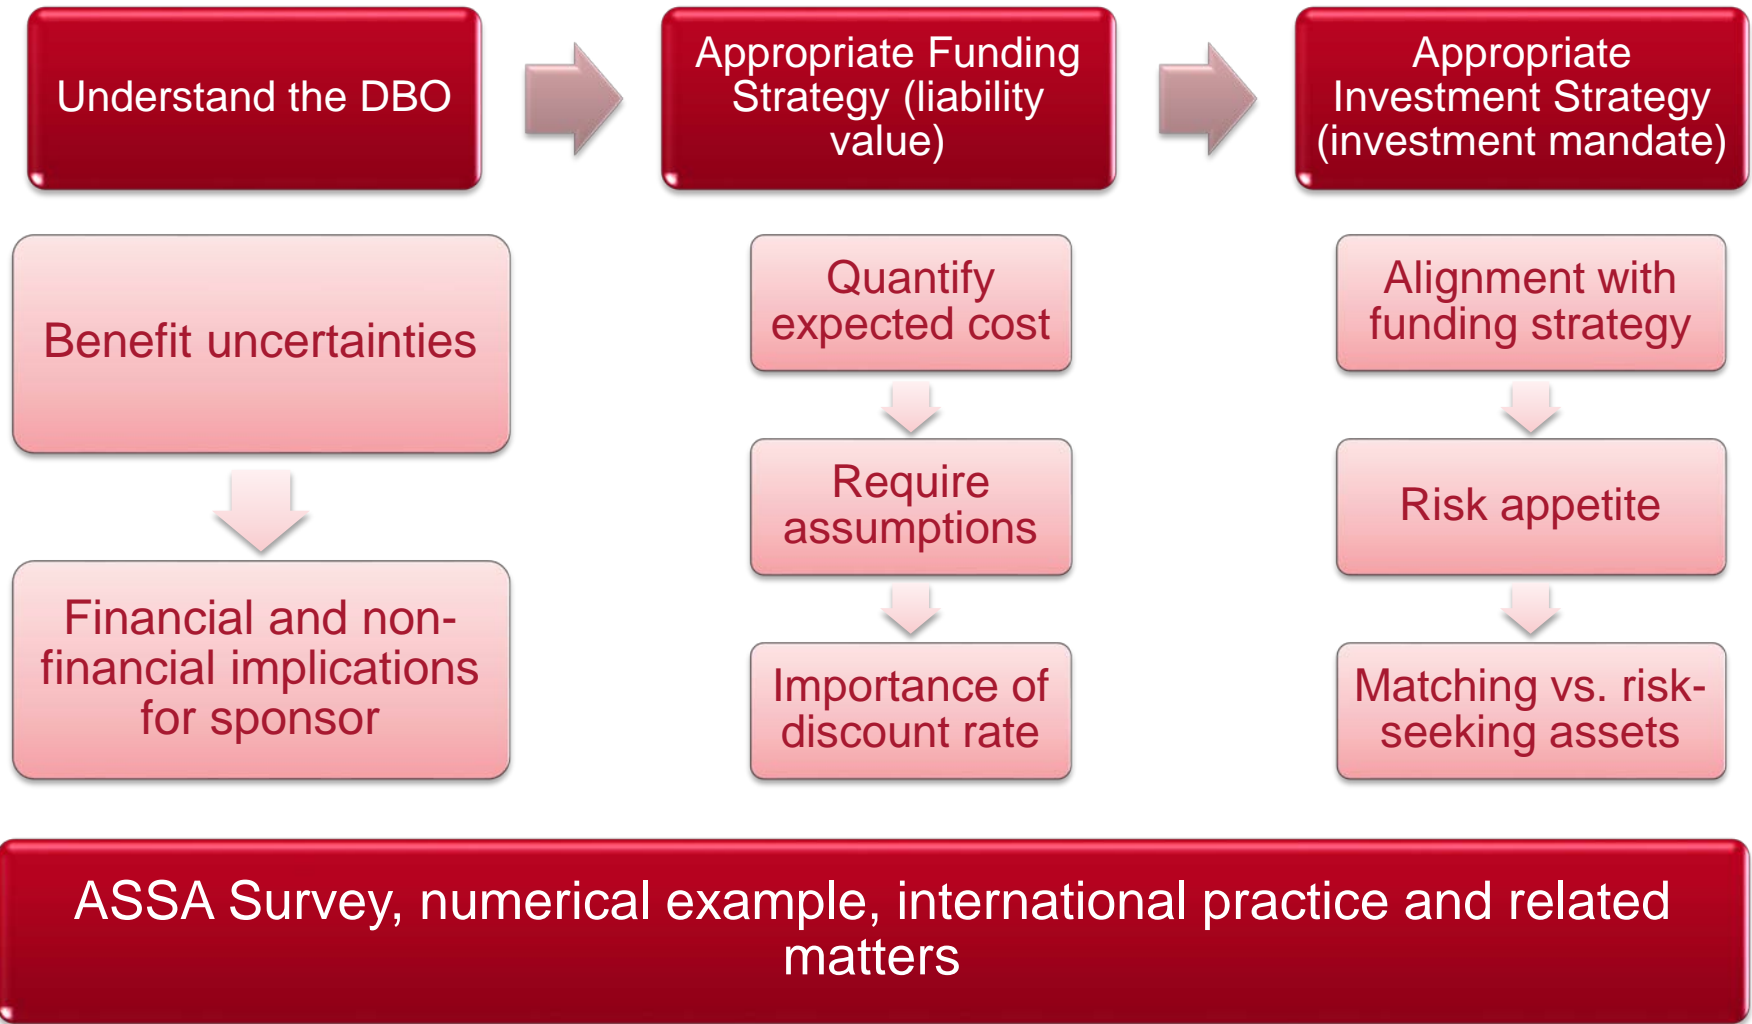 Understand the DBO
Appropriate Funding
Strategy (liability
value)
Appropriate
Investment Strategy
(investment mandate)
Benefit uncertainties
Financial and non-
financial implications
for sponsor
Quantify
expected cost
Require
assumptions
Importance of
discount rate
Alignment with
funding strategy
Risk appetite
Matching vs. risk-
seeking assets
ASSA Survey, numerical example, international practice and related
matters